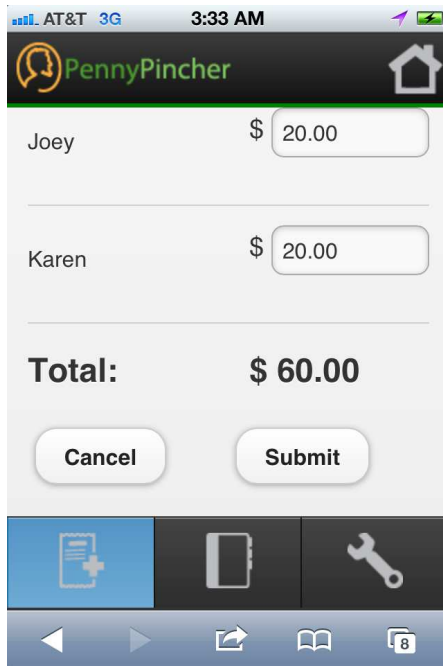 AT&T 3G 3:33 AM
PennyPincher
Joey $ 20.00
Karen $ 20.00
Total: $ 60.00
Cancel Submit
8